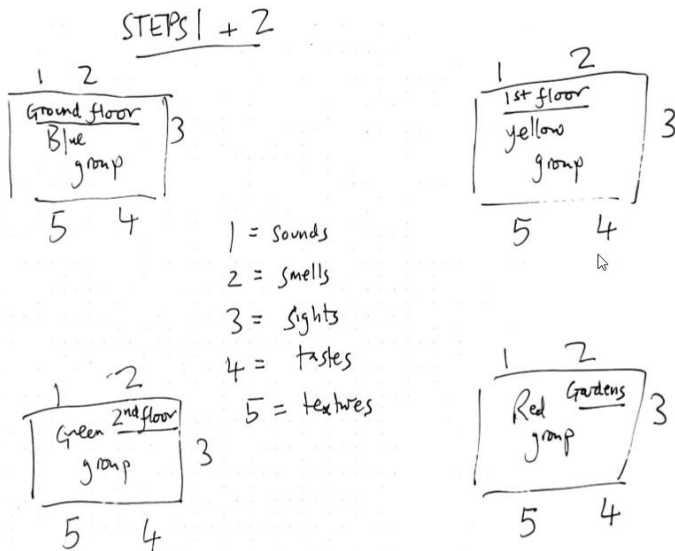 STEPS 1 + 2
1 2
Ground floor
Blue
group
3
5 4
1 2
1st floor
yellow
group
3
5 4
1 = sounds
2 = smells
3 = sights
4 = tastes
5 = textures
1 2
Green 2nd floor
group
3
5 4
1 2
Red Gardens
group
3
5 4